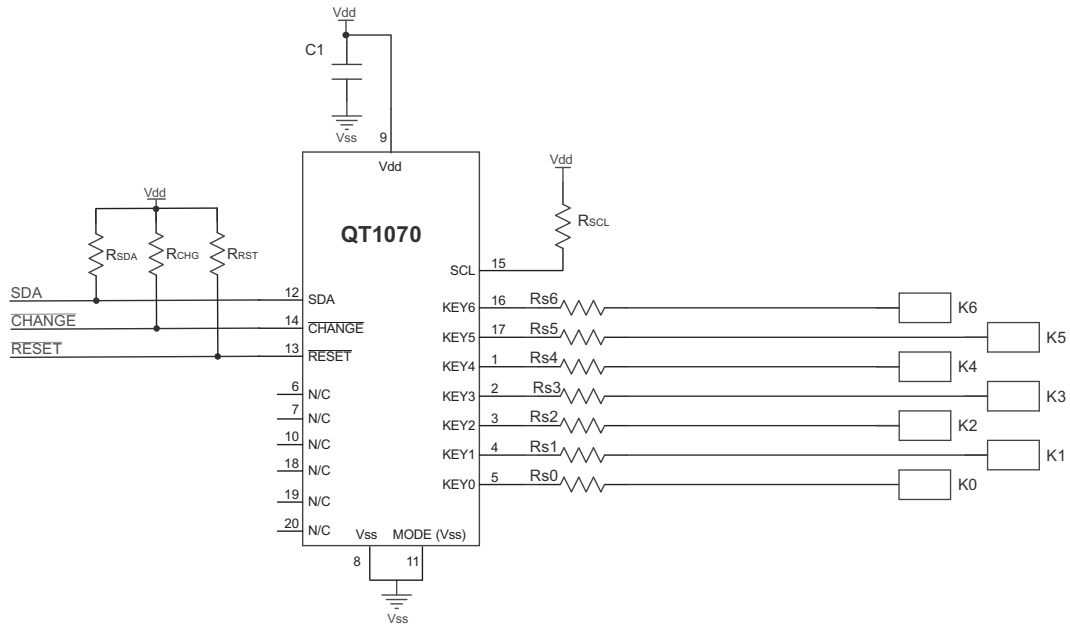 Vdd
C1
Vss
9
Vdd
QT1070
Vdd
RSCL
Vdd
RSDA
RCHG
RRST
SDA
CHANGE
RESET
12
SDA
14
CHANGE
13
RESET
6
N/C
7
N/C
10
N/C
18
N/C
19
N/C
20
N/C
SCL
15
KEY6
16
Rs6
K6
KEY5
17
Rs5
K5
KEY4
1
Rs4
K4
KEY3
2
Rs3
K3
KEY2
3
Rs2
K2
KEY1
4
Rs1
K1
KEY0
5
Rs0
K0
Vss
MODE (Vss)
8
11
Vss